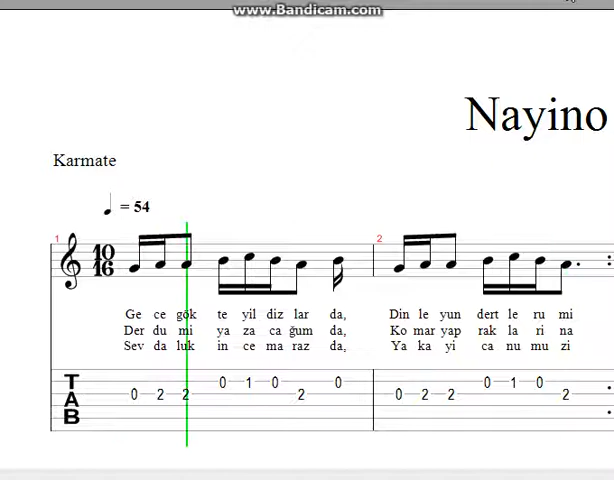 www.Bandicam.com
Nayino
Karmate
= 54
1
2
10
16
Ge ce gök te yil diz lar da, Din le yun dert le ru mi
Der du mi ya za ca ğum da, Ko mar yap rak la ri na
Sev da luk in ce ma raz da, Ya ka yi ca nu mu zi
T
A
B
0 1 0 0 0 1 0
0 2 2 2 0 2 2 2